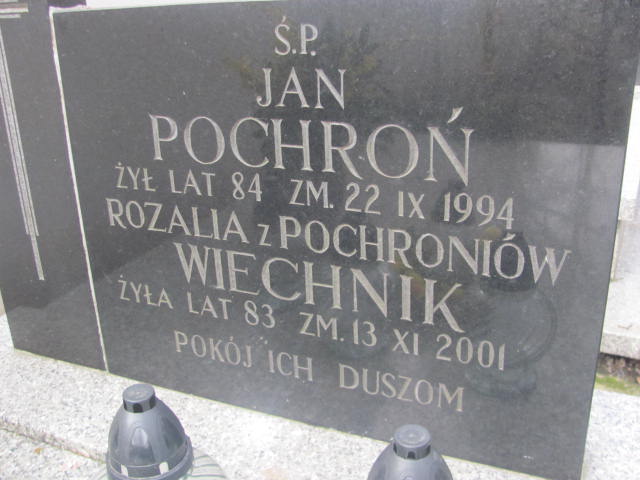 Ś.P.
JAN
POCHROŃ
ŻYŁ LAT 84 ZM. 22 IX 1994
ROZALIA z POCHRONIÓW
WIECHNIK
ŻYŁA LAT 83 ZM. 13 XI 2001
POKÓJ ICH DUSZOM